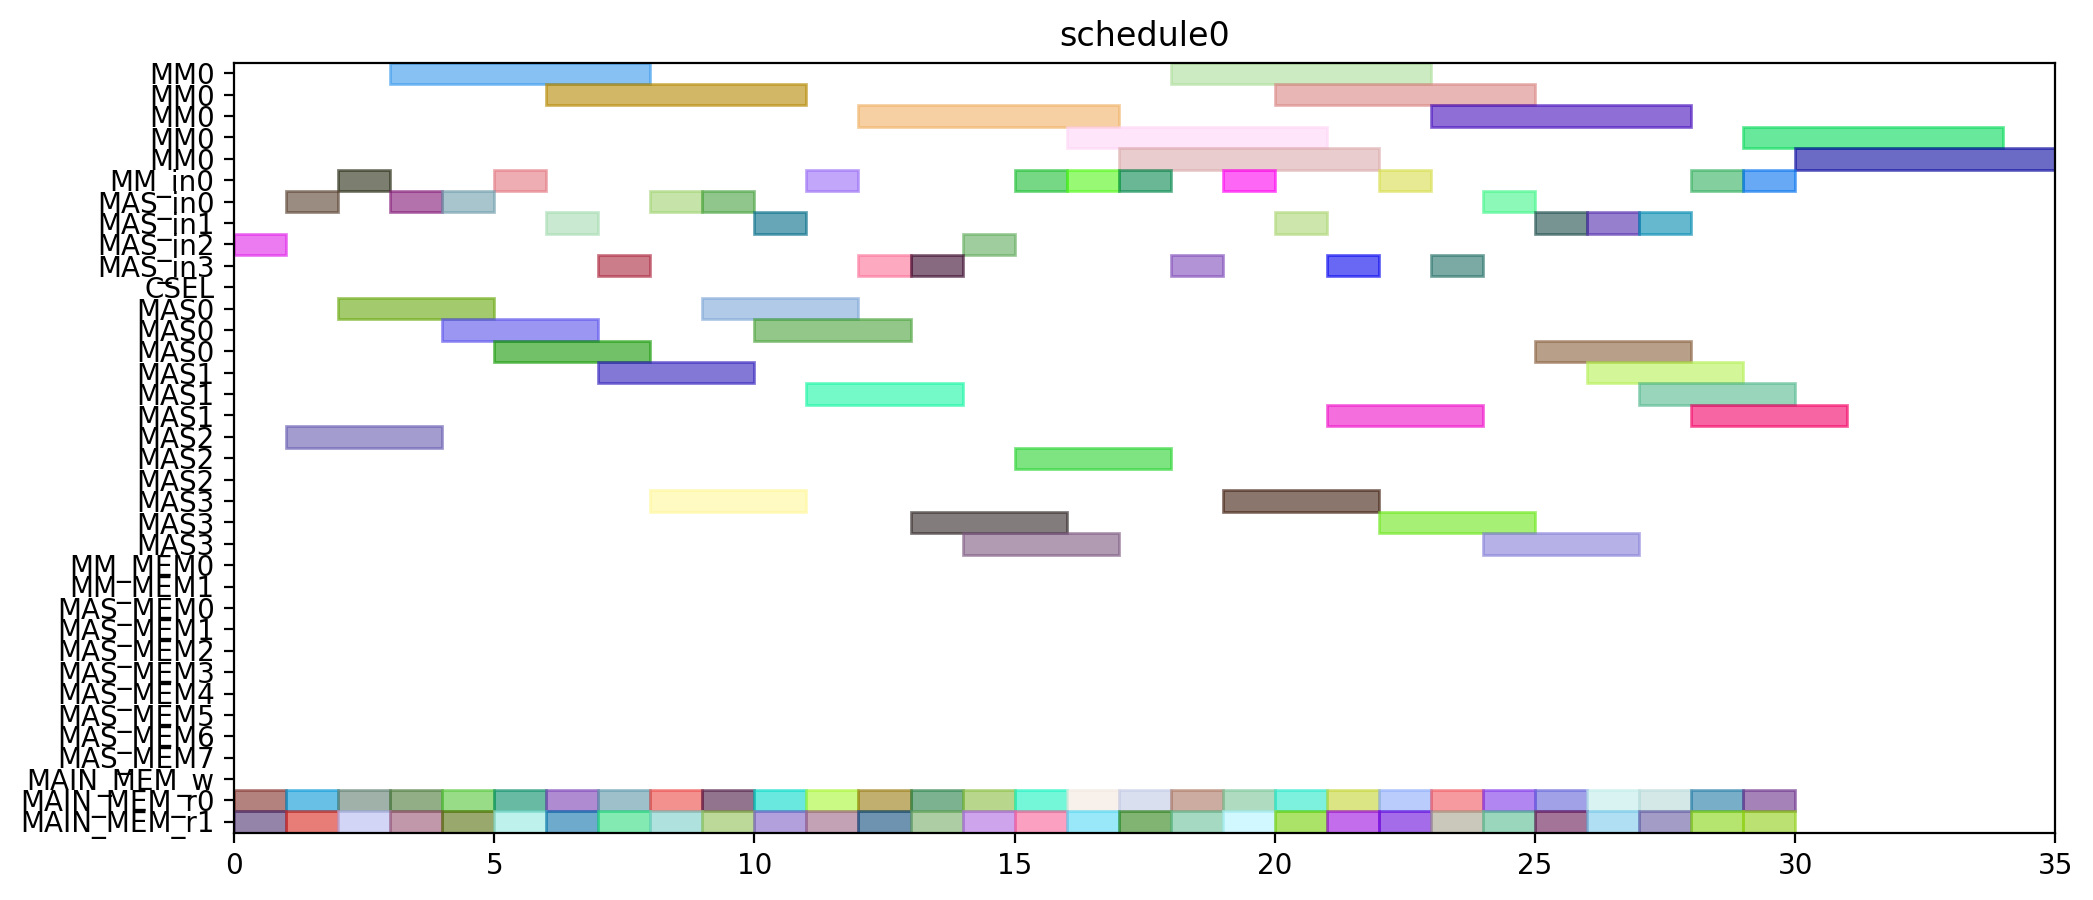 schedule0
MM0
MM0
MM0
MM0
MM0
MM_in0
MAS_in0
MAS_in1
MAS_in2
MAS_in3
CSEL
MAS0
MAS0
MAS0
MAS1
MAS1
MAS1
MAS2
MAS2
MAS2
MAS3
MAS3
MAS3
MM_MEM0
MM_MEM1
MAS_MEM0
MAS_MEM1
MAS_MEM2
MAS_MEM3
MAS_MEM4
MAS_MEM5
MAS_MEM6
MAS_MEM7
MAIN_MEM_w
MAIN_MEM_r0
MAIN_MEM_r1
0 5 10 15 20 25 30 35